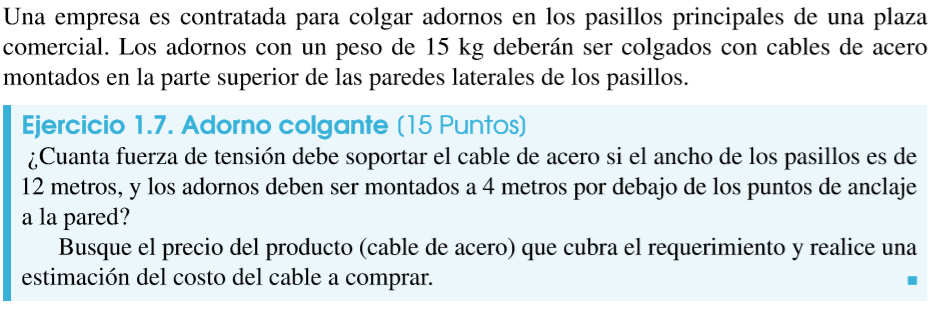 Una empresa es contratada para colgar adornos en los pasillos principales de una plaza
comercial. Los adornos con un peso de 15 kg deberán ser colgados con cables de acero
montados en la parte superior de las paredes laterales de los pasillos.
Ejercicio 1.7. Adorno colgante (15 Puntos)
¿Cuanta fuerza de tensión debe soportar el cable de acero si el ancho de los pasillos es de
12 metros, y los adornos deben ser montados a 4 metros por debajo de los puntos de anclaje
a la pared?
Busque el precio del producto (cable de acero) que cubra el requerimiento y realice una
estimación del costo del cable a comprar.